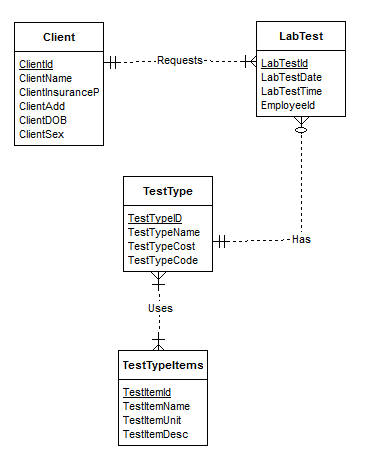 Client
ClientId
ClientName
ClientInsuranceP
ClientAdd
ClientDOB
ClientSex
Requests
LabTest
LabTestId
LabTestDate
LabTestTime
EmployeeId
TestType
TestTypeID
TestTypeName
TestTypeCost
TestTypeCode
Has
Uses
TestTypeItems
TestItemId
TestItemName
TestItemUnit
TestItemDesc